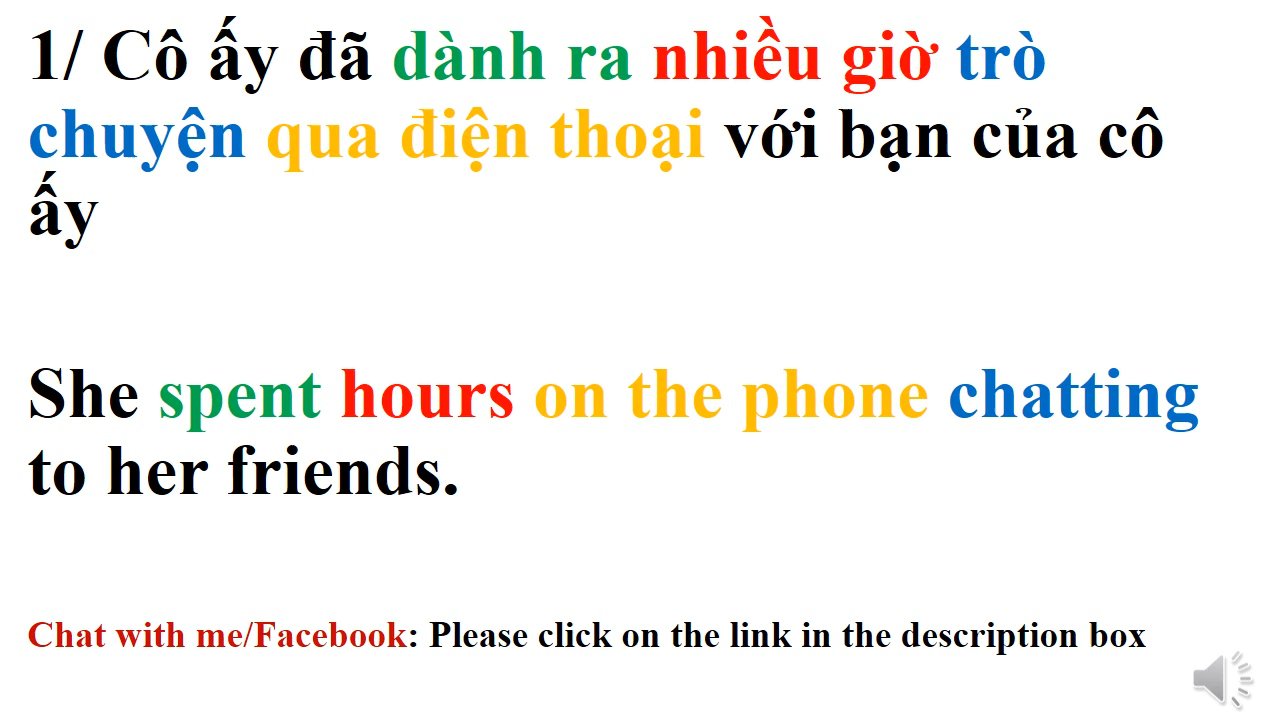 1/ Cô ấy đã dành ra nhiều giờ trò
chuyện qua điện thoại với bạn của cô
ấy
She spent hours on the phone chatting
to her friends.
Chat with me/Facebook: Please click on the link in the description box